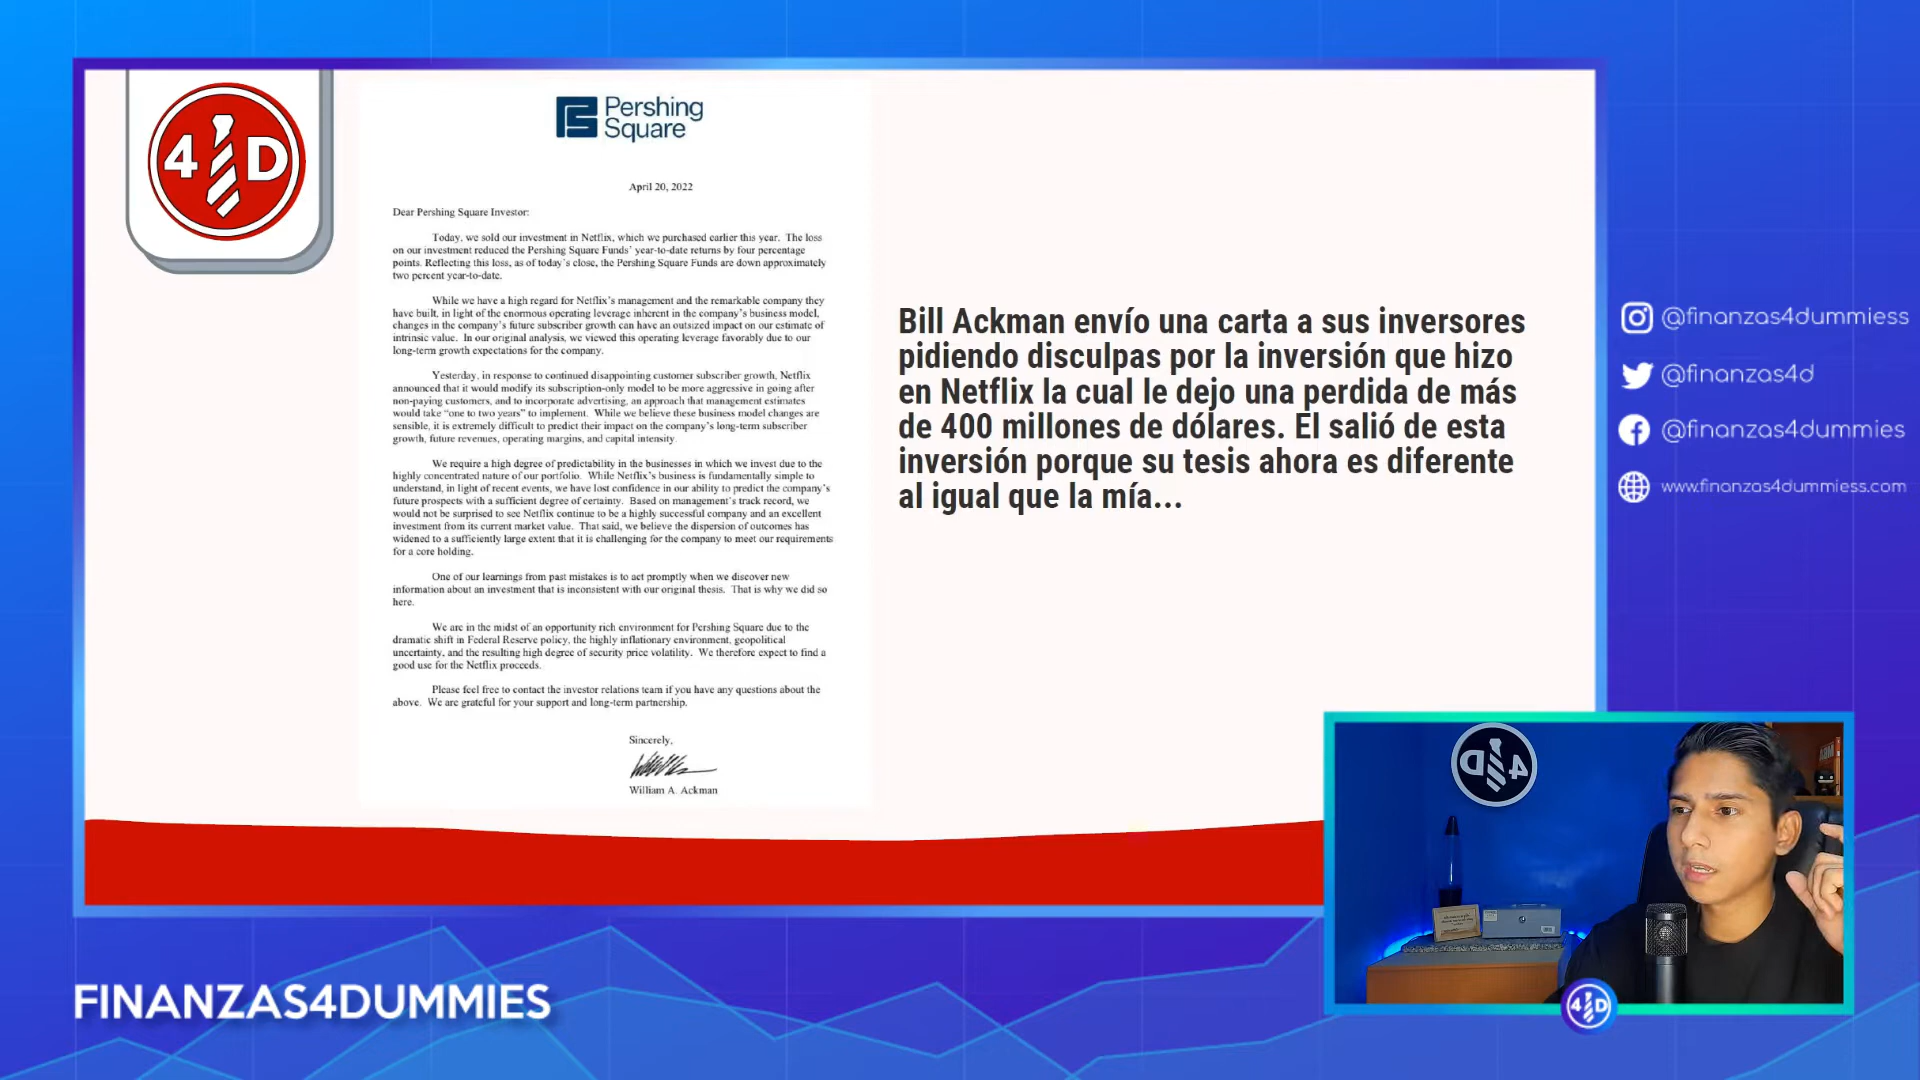 4 D
Pershing
Square
April 20, 2022
Dear Pershing Square Investor:
Today, we sold our investment in Netflix, which we purchased earlier this year. The loss
on our investment reduced the Pershing Square Funds' year-to-date returns by four percentage
points. Reflecting this loss, as of today's close, the Pershing Square Funds are down approximately
two percent year-to-date.
While we have a high regard for Netflix's management and the remarkable company they
have built, in light of the enormous operating leverage inherent in the company's business model,
changes in the company's future subscriber growth can have an outsized impact on our estimate of
intrinsic value. In our original analysis, we viewed this operating leverage favorably due to our
long-term growth expectations for the company.
Yesterday, in response to continued disappointing customer subscriber growth, Netflix
announced that it would modify its subscription-only model to be more aggressive in going after
non-paying customers, and to incorporate advertising, an approach that management estimates
would take "one to two years" to implement. While we believe these business model changes are
sensible, it is extremely difficult to predict their impact on the company's long-term subscriber
growth, future revenues, operating margins, and capital intensity.
We require a high degree of predictability in the businesses in which we invest due to the
highly concentrated nature of our portfolio. While Netflix's business is fundamentally simple to
understand, in light of recent events, we have lost confidence in our ability to predict the company's
future prospects with a sufficient degree of certainty. Based on management's track record, we
would not be surprised to see Netflix continue to be a highly successful company and an excellent
investment from its current market value. That said, we believe the dispersion of outcomes has
widened to a sufficiently large extent that it is challenging for the company to meet our requirements
for a core holding.
One of our learnings from past mistakes is to act promptly when we discover new
information about an investment that is inconsistent with our original thesis. That is why we did so
here.
We are in the midst of an opportunity rich environment for Pershing Square due to the
dramatic shift in Federal Reserve policy, the highly inflationary environment, geopolitical
uncertainty, and the resulting high degree of security price volatility. We therefore expect to find a
good use for the Netflix proceeds.
Please feel free to contact the investor relations team if you have any questions about the
above. We are grateful for your support and long-term partnership.
Sincerely,
William A. Ackman
Bill Ackman envío una carta a sus inversores
pidiendo disculpas por la inversión que hizo
en Netflix la cual le dejo una perdida de más
de 400 millones de dólares. Él salió de esta
inversión porque su tesis ahora es diferente
al igual que la mía...
@finanzas4dummiess
@finanzas4d
@finanzas4dummies
www.finanzas4dummiess.com
4 D
4 D
FINANZAS4DUMMIES